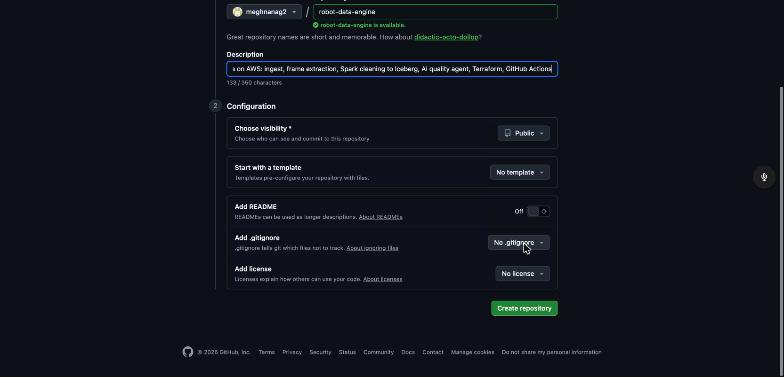 meghnanag2 / robot-data-engine
robot-data-engine is available.
Great repository names are short and memorable. How about didactic-octo-dollop?
Description
s on AWS: ingest, frame extraction, Spark cleaning to Iceberg, AI quality agent, Terraform, GitHub Actions
133 / 350 characters
2 Configuration
Choose visibility *
Choose who can see and commit to this repository
Public
Start with a template
Templates pre-configure your repository with files.
No template
Add README
READMEs can be used as longer descriptions. About READMEs
Off
Add .gitignore
.gitignore tells git which files not to track. About ignoring files
No .gitignore
Add license
Licenses explain how others can use your code. About licenses
No license
Create repository
© 2026 GitHub, Inc. Terms Privacy Security Status Community Docs Contact Manage cookies Do not share my personal information